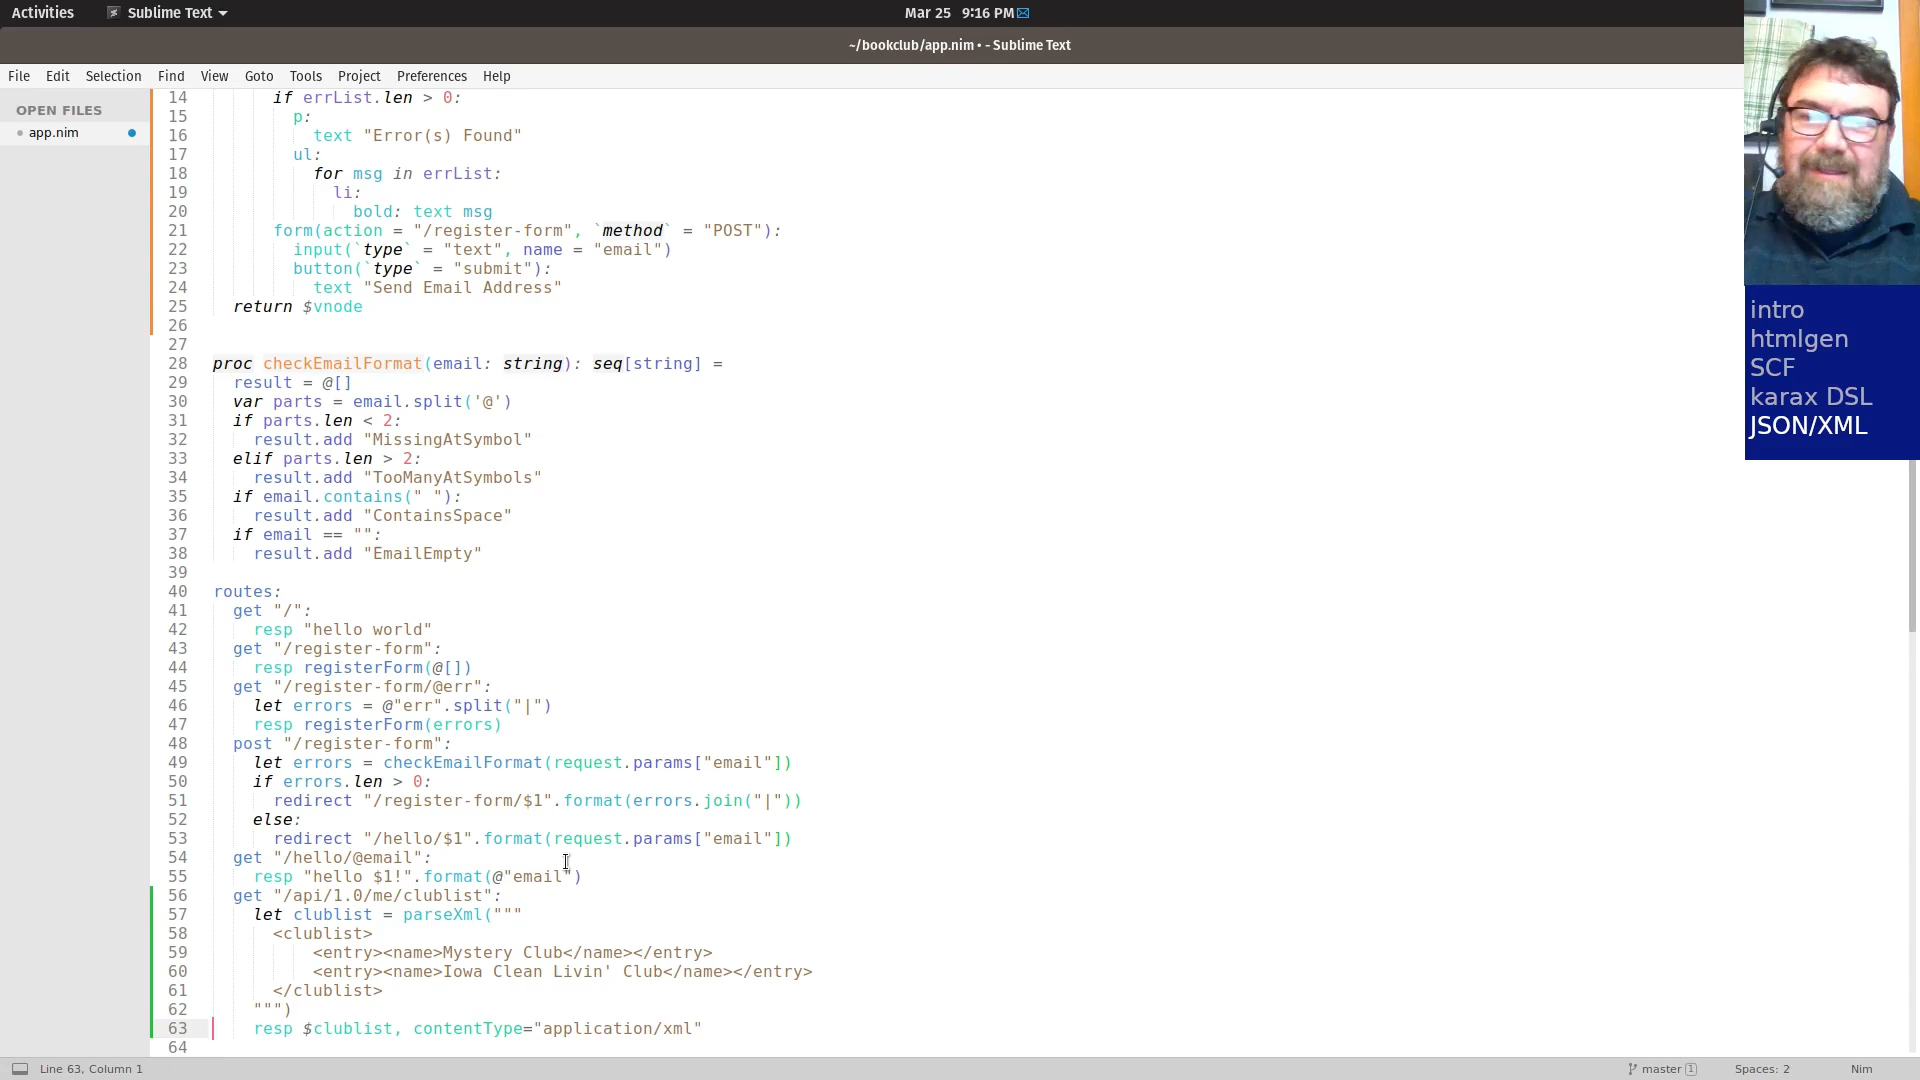 Activities Sublime Text Mar 25 9:16 PM
~/bookclub/app.nim • - Sublime Text
File Edit Selection Find View Goto Tools Project Preferences Help
OPEN FILES
app.nim
14 if errList.len > 0:
15 p:
16 text "Error(s) Found"
17 ul:
18 for msg in errList:
19 li:
20 bold: text msg
21 form(action = "/register-form", `method` = "POST"):
22 input(`type` = "text", name = "email")
23 button(`type` = "submit"):
24 text "Send Email Address"
25 return $vnode
26
27
28 proc checkEmailFormat(email: string): seq[string] =
29 result = @[]
30 var parts = email.split('@')
31 if parts.len < 2:
32 result.add "MissingAtSymbol"
33 elif parts.len > 2:
34 result.add "TooManyAtSymbols"
35 if email.contains(" "):
36 result.add "ContainsSpace"
37 if email == "":
38 result.add "EmailEmpty"
39
40 routes:
41 get "/":
42 resp "hello world"
43 get "/register-form":
44 resp registerForm(@[])
45 get "/register-form/@err":
46 let errors = @"err".split("|")
47 resp registerForm(errors)
48 post "/register-form":
49 let errors = checkEmailFormat(request.params["email"])
50 if errors.len > 0:
51 redirect "/register-form/$1".format(errors.join("|"))
52 else:
53 redirect "/hello/$1".format(request.params["email"])
54 get "/hello/@email":
55 resp "hello $1!".format(@"email")
56 get "/api/1.0/me/clublist":
57 let clublist = parseXml("""
58 <clublist>
59 <entry><name>Mystery Club</name></entry>
60 <entry><name>Iowa Clean Livin' Club</name></entry>
61 </clublist>
62 """)
63 resp $clublist, contentType="application/xml"
64
intro
htmlgen
SCF
karax DSL
JSON/XML
Line 63, Column 1 master 1 Spaces: 2 Nim